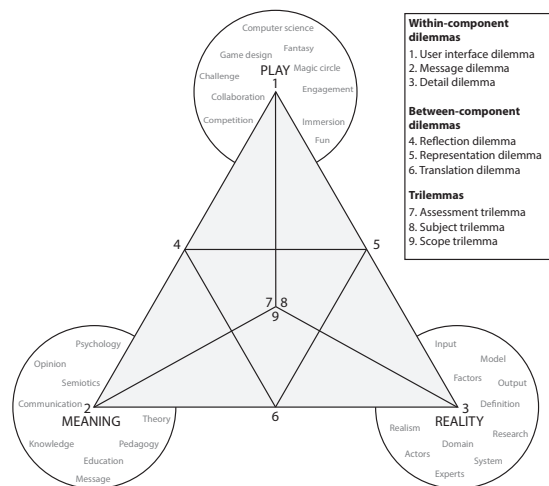 Computer science
Fantasy
Game design
PLAY
Magic circle
Challenge
1
Engagement
Collaboration
Competition
Immersion
Fun
Within-component
dilemmas
1. User interface dilemma
2. Message dilemma
3. Detail dilemma
Between-component
dilemmas
4. Reflection dilemma
5. Representation dilemma
6. Translation dilemma
Trilemmas
7. Assessment trilemma
8. Subject trilemma
9. Scope trilemma
4
5
7 8
9
Psychology
Opinion
Semiotics
Communication
2
MEANING
Theory
Knowledge
Pedagogy
Education
Message
6
Input
Model
Factors
Output
3
Definition
REALITY
Realism
Research
Domain
Actors
System
Experts